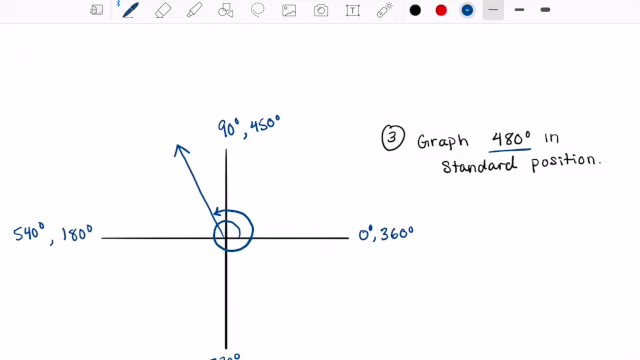 90°, 450°
③ Graph 480° in
Standard position.
540°, 180°
0°, 360°
T